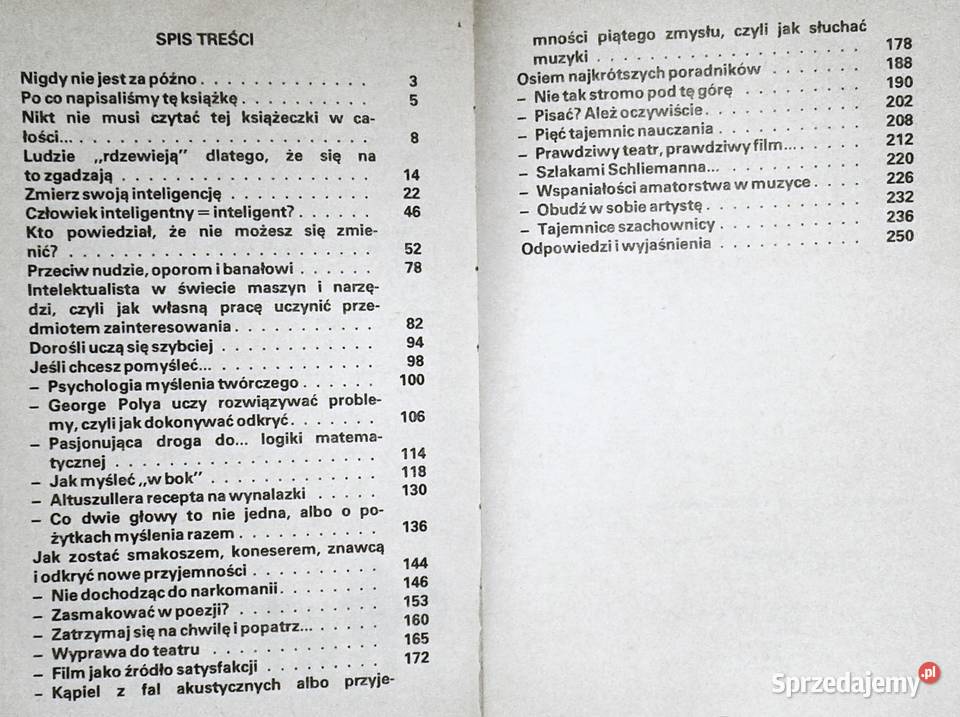 SPIS TREŚCI
Nigdy nie jest za późno . . . . . . . . . . . . 3
Po co napisaliśmy tę książkę . . . . . . . . . . 5
Nikt nie musi czytać tej książeczki w ca-
łości... . . . . . . . . . . . . . . . . . . . . . 8
Ludzie „rdzewieją” dlatego, że się na
to zgadzają . . . . . . . . . . . . . . . . . . 14
Zmierz swoją inteligencję . . . . . . . . . . . 22
Człowiek inteligentny = inteligent? . . . . . . 46
Kto powiedział, że nie możesz się zmie-
nić? . . . . . . . . . . . . . . . . . . . . . . 52
Przeciw nudzie, oporom i banałowi . . . . . . 78
Intelektualista w świecie maszyn i narzę-
dzi, czyli jak własną pracę uczynić prze-
dmiotem zainteresowania . . . . . . . . . . . 82
Dorośli uczą się szybciej . . . . . . . . . . . . 94
Jeśli chcesz pomyśleć... . . . . . . . . . . . . 98
– Psychologia myślenia twórczego . . . . . . 100
– George Polya uczy rozwiązywać proble-
my, czyli jak dokonywać odkryć . . . . . . . 106
– Pasjonująca droga do... logiki matema-
tycznej . . . . . . . . . . . . . . . . . . . . 114
– Jak myśleć „w bok” . . . . . . . . . . . . . 118
– Altuszullera recepta na wynalazki . . . . . 130
– Co dwie głowy to nie jedna, albo o po-
żytkach myślenia razem . . . . . . . . . . . 136
Jak zostać smakoszem, koneserem, znawcą
i odkryć nowe przyjemności . . . . . . . . . . 144
– Nie dochodząc do narkomanii . . . . . . . . 146
– Zasmakować w poezji? . . . . . . . . . . . 153
– Zatrzymaj się na chwilę i popatrz... . . . . . 160
– Wyprawa do teatru . . . . . . . . . . . . . 165
– Film jako źródło satysfakcji . . . . . . . . . 172
– Kąpiel z fal akustycznych albo przyje-
mności piątego zmysłu, czyli jak słuchać
muzyki . . . . . . . . . . . . . . . . . . . . 178
Osiem najkrótszych poradników . . . . . . . 188
– Nie tak stromo pod tę górę . . . . . . . . . 190
– Pisać? Ależ oczywiście . . . . . . . . . . . 202
– Pięć tajemnic nauczania . . . . . . . . . . 208
– Prawdziwy teatr, prawdziwy film... . . . . . 212
– Szlakami Schliemanna... . . . . . . . . . . 220
– Wspaniałości amatorstwa w muzyce . . . . 226
– Obudź w sobie artystę . . . . . . . . . . . 232
– Tajemnice szachownicy . . . . . . . . . . 236
Odpowiedzi i wyjaśnienia . . . . . . . . . . . 250
Sprzedajemy.pl